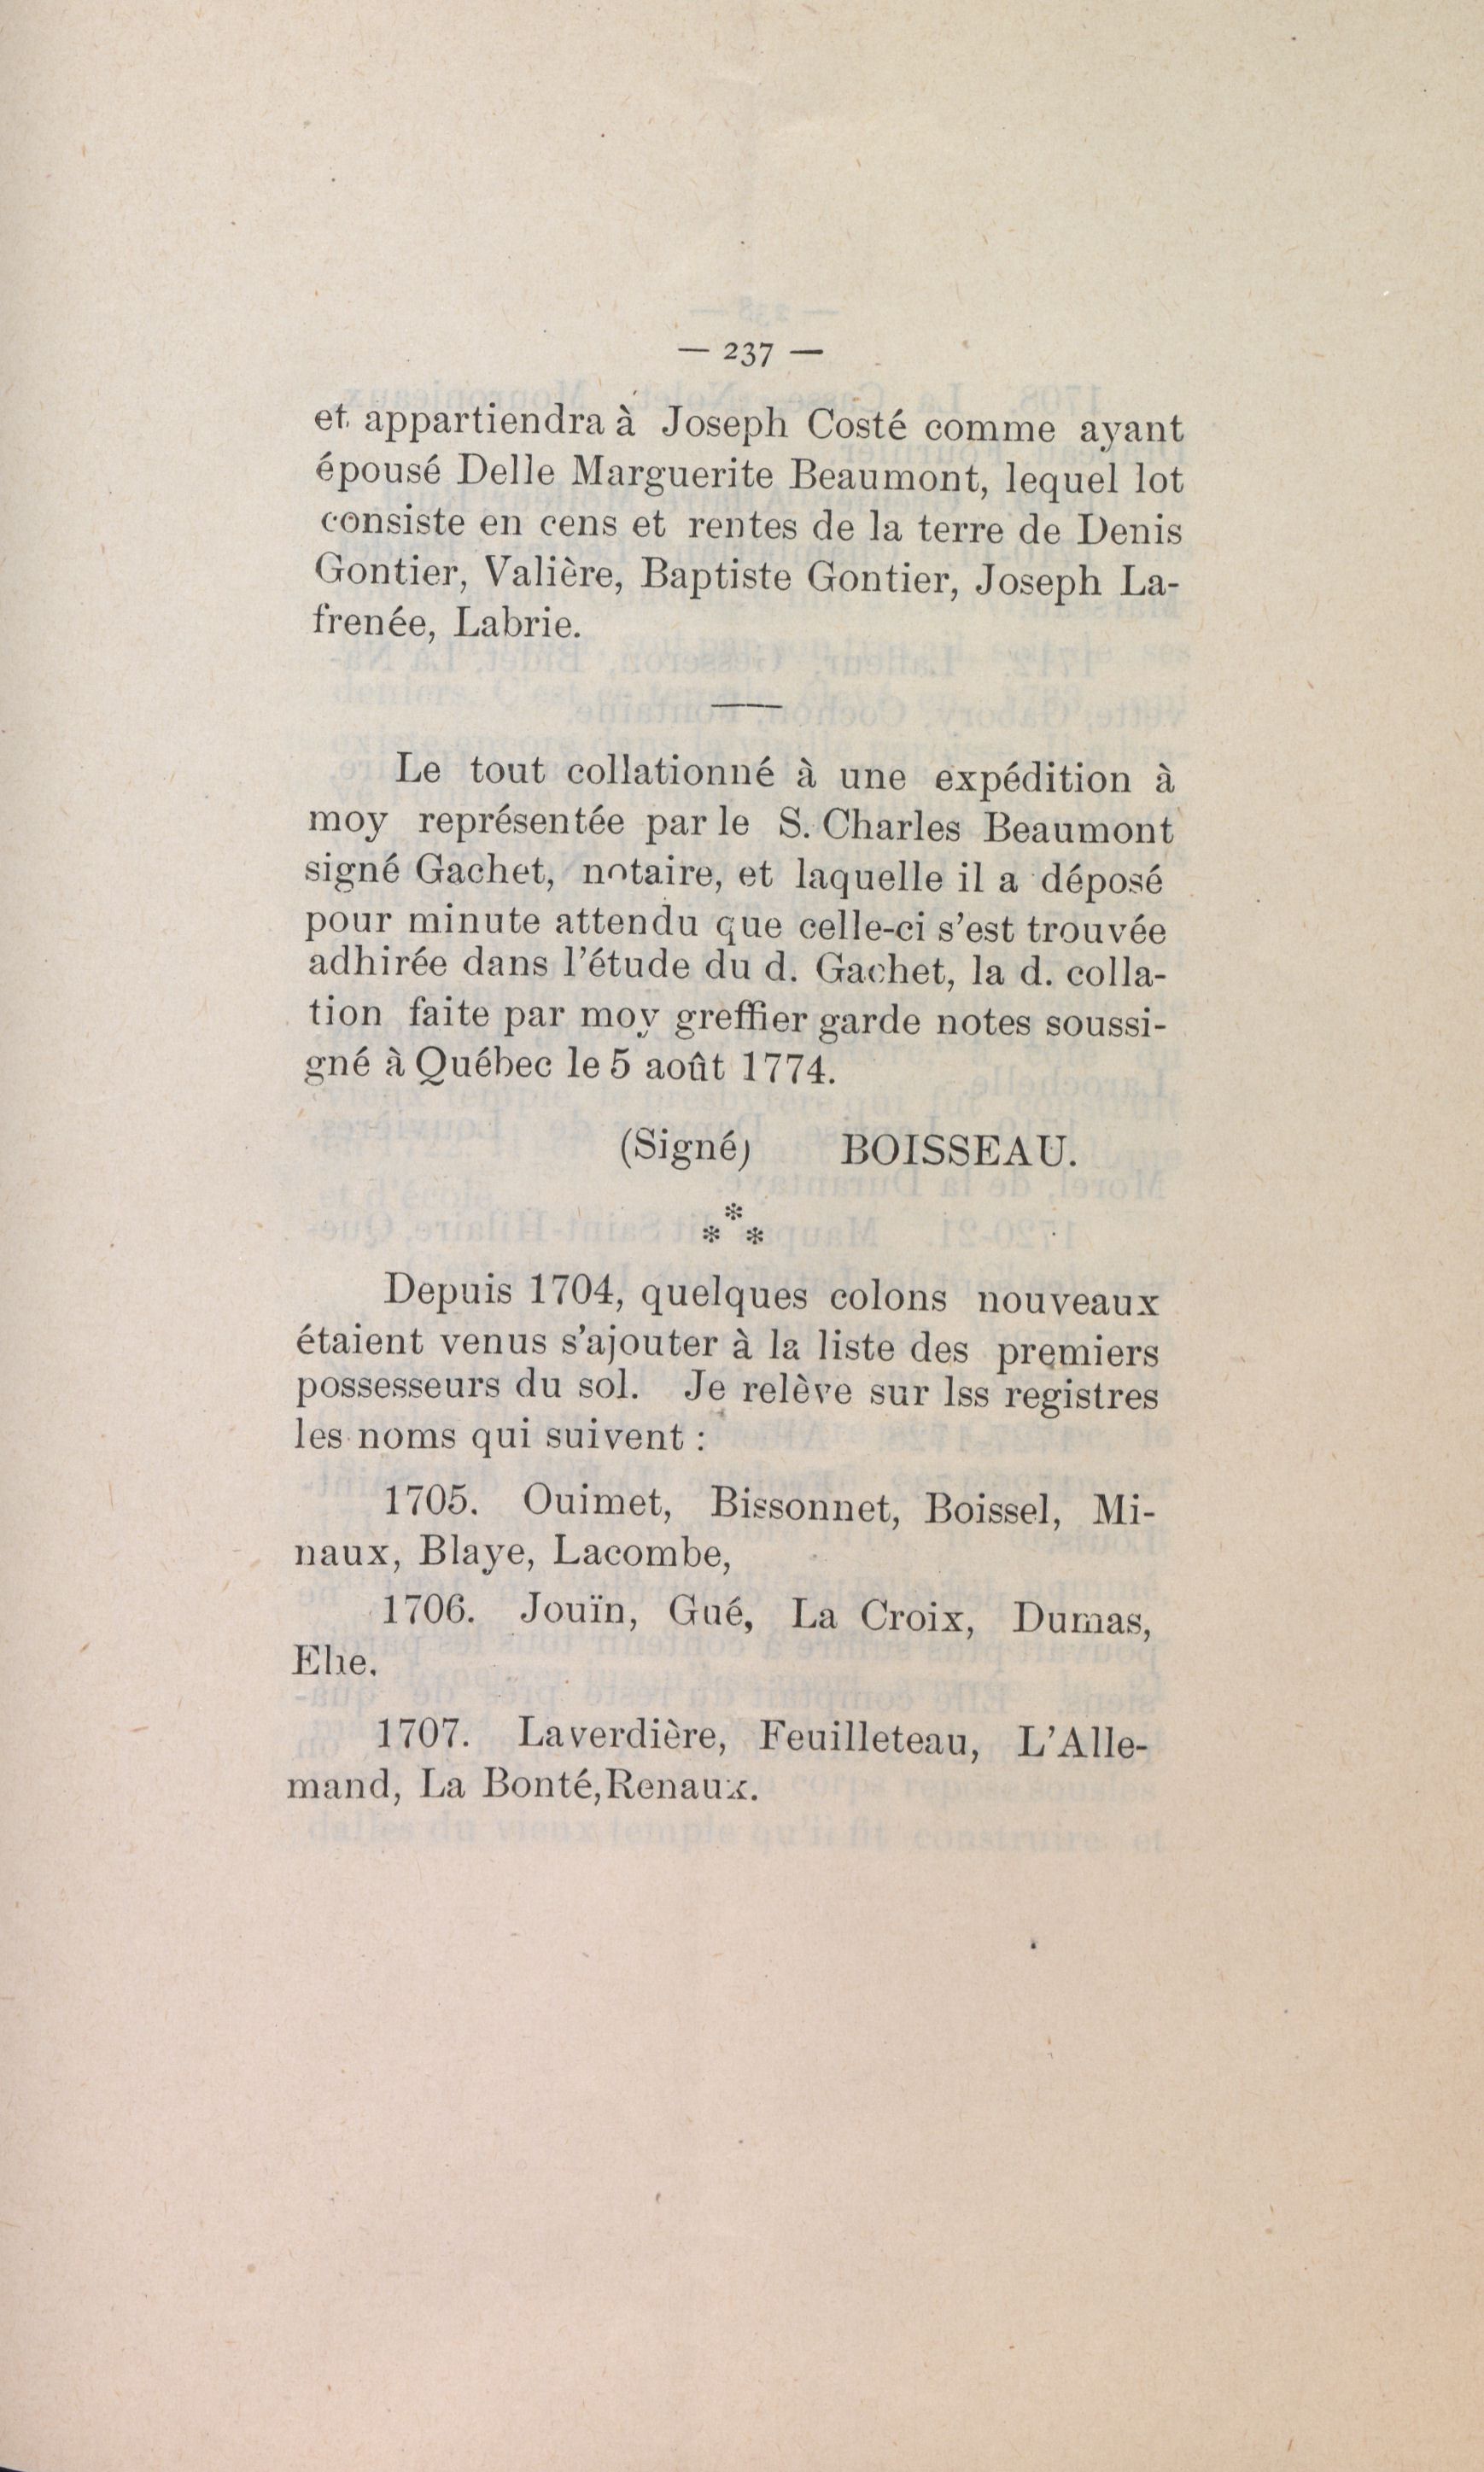 — 237 —
et appartiendra à Joseph Costé comme ayant
épousé Delle Marguerite Beaumont, lequel lot
consiste en cens et rentes de la terre de Denis
Gontier, Valière, Baptiste Gontier, Joseph La-
frenée, Labrie.
Le tout collationné à une expédition à
moy représentée par le S. Charles Beaumont
signé Gachet, notaire, et laquelle il a déposé
pour minute attendu que celle-ci s'est trouvée
adhirée dans l'étude du d. Gachet, la d. colla-
tion faite par moy greffier garde notes soussi-
gné à Québec le 5 août 1774.
(Signé) BOISSEAU.
*
* *
Depuis 1704, quelques colons nouveaux
étaient venus s'ajouter à la liste des premiers
possesseurs du sol. Je relève sur lss registres
les noms qui suivent :
1705. Ouimet, Bissonnet, Boissel, Mi-
naux, Blaye, Lacombe,
1706. Jouïn, Gué, La Croix, Dumas,
Elie.
1707. Laverdière, Feuilleteau, L'Alle-
mand, La Bonté, Renaux.